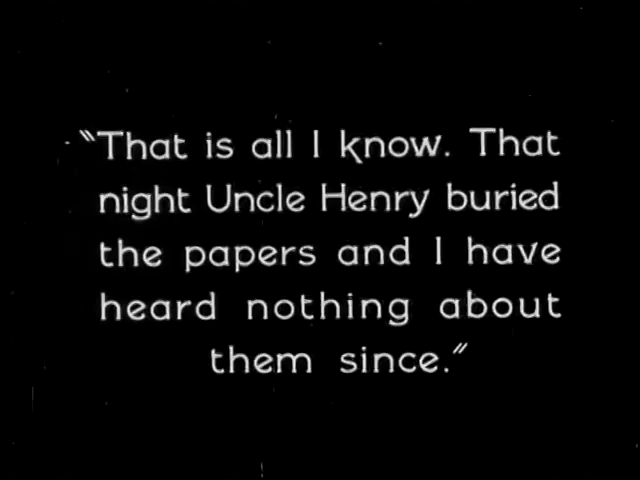 "That is all I know. That
night Uncle Henry buried
the papers and I have
heard nothing about
them since."